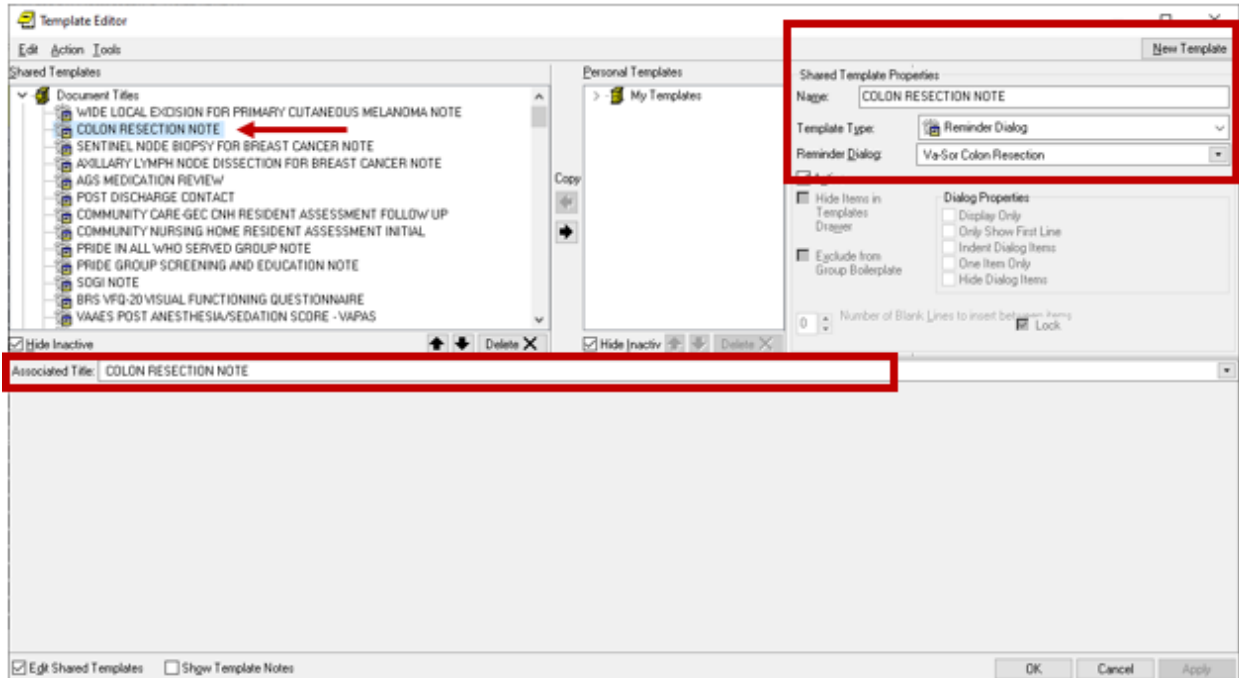 Template Editor
Edit Action Tools
New Template
Shared Templates
Personal Templates
Shared Template Properties
Document Titles
WIDE LOCAL EXCISION FOR PRIMARY CUTANEOUS MELANOMA NOTE
COLON RESECTION NOTE
SENTINEL NODE BIOPSY FOR BREAST CANCER NOTE
AXILLARY LYMPH NODE DISSECTION FOR BREAST CANCER NOTE
AGS MEDICATION REVIEW
POST DISCHARGE CONTACT
COMMUNITY CARE-GEC CNH RESIDENT ASSESSMENT FOLLOW UP
COMMUNITY NURSING HOME RESIDENT ASSESSMENT INITIAL
PRIDE IN ALL WHO SERVED GROUP NOTE
PRIDE GROUP SCREENING AND EDUCATION NOTE
SOGI NOTE
BRS VFQ-20 VISUAL FUNCTIONING QUESTIONNAIRE
VAAES POST ANESTHESIA/SEDATION SCORE - VAPAS
Hide Inactive
Delete
Copy
My Templates
Hide Inactiv
Delete
Name: COLON RESECTION NOTE
Template Type: Reminder Dialog
Reminder Dialog: Va-Sor Colon Resection
Hide Items in
Templates
Drawer
Exclude from
Group Boilerplate
Dialog Properties
Display Only
Only Show First Line
Indent Dialog Items
One Item Only
Hide Dialog Items
0 Number of Blank Lines to insert between items
Lock
Associated Title: COLON RESECTION NOTE
Edit Shared Templates
Show Template Notes
OK
Cancel
Apply